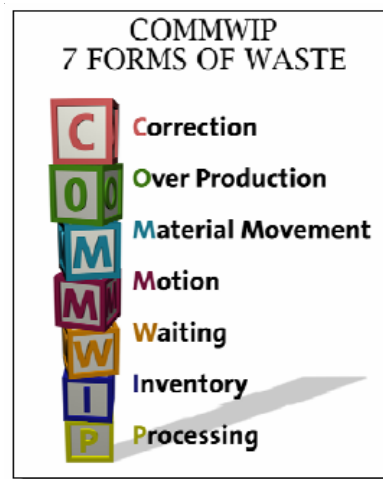 COMMWIP
7 FORMS OF WASTE
C Correction
O Over Production
M Material Movement
M Motion
W Waiting
I Inventory
P Processing